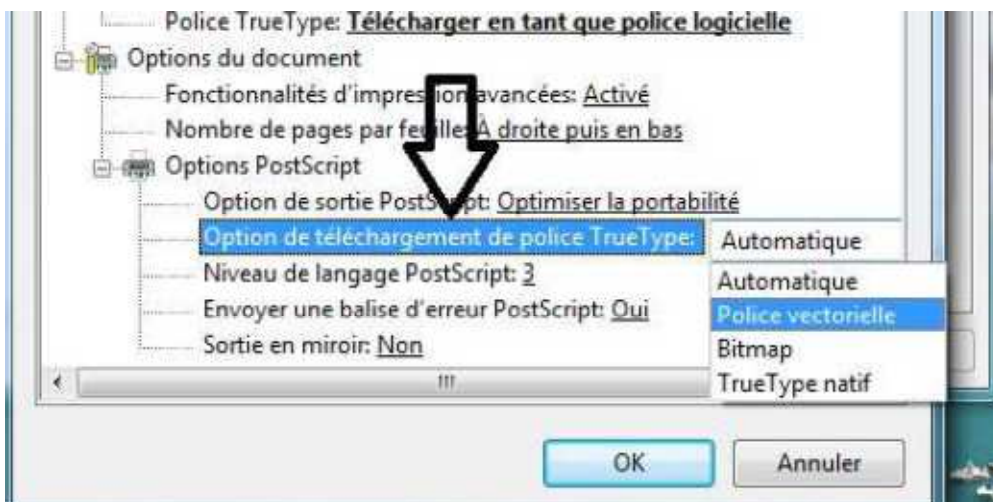 Police TrueType: Télécharger en tant que police logicielle
Options du document
Fonctionnalités d'impression avancées: Activé
Nombre de pages par feuille: À droite puis en bas
Options PostScript
Option de sortie PostScript: Optimiser la portabilité
Option de téléchargement de police TrueType: Automatique
Niveau de langage PostScript: 3
Automatique
Envoyer une balise d'erreur PostScript: Oui
Police vectorielle
Sortie en miroir: Non
Bitmap
TrueType natif
OK Annuler